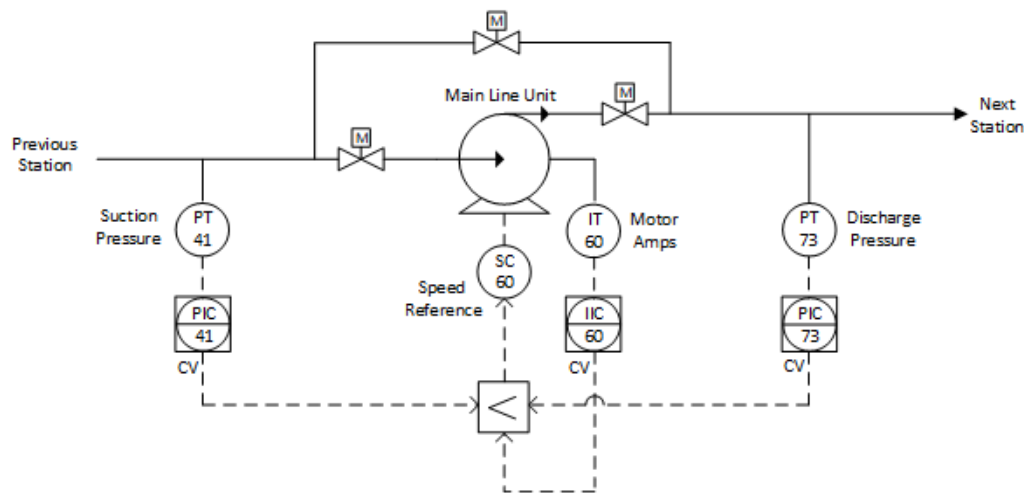 M
Main Line Unit
M
Next
Station
Previous
Station
M
Suction
Pressure
PT
41
IT
60
Motor
Amps
PT
73
Discharge
Pressure
SC
60
Speed
Reference
PIC
41
CV
IIC
60
CV
PIC
73
CV
<